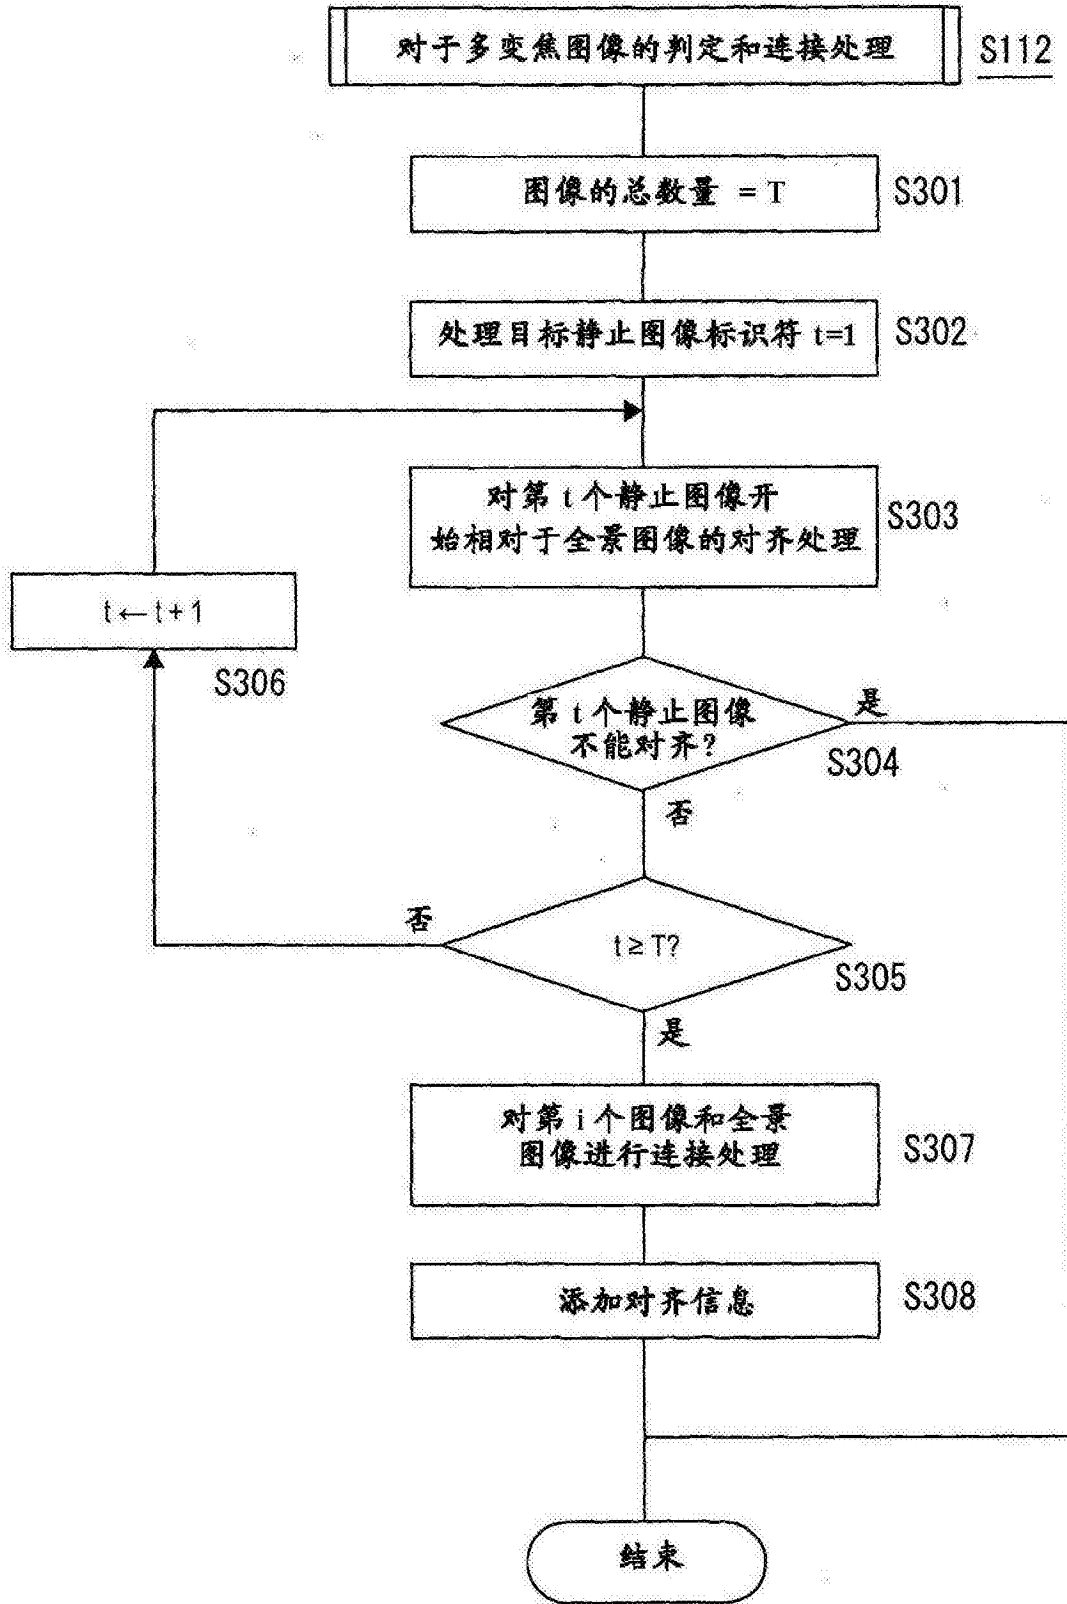 对于多变焦图像的判定和连接处理
S112
图像的总数量 = T
S301
处理目标静止图像标识符 t=1
S302
对第 t 个静止图像开
始相对于全景图像的对齐处理
S303
t ← t + 1
S306
第 t 个静止图像
不能对齐?
是
S304
否
t ≥ T?
否
S305
是
对第 i 个图像和全景
图像进行连接处理
S307
添加对齐信息
S308
结束